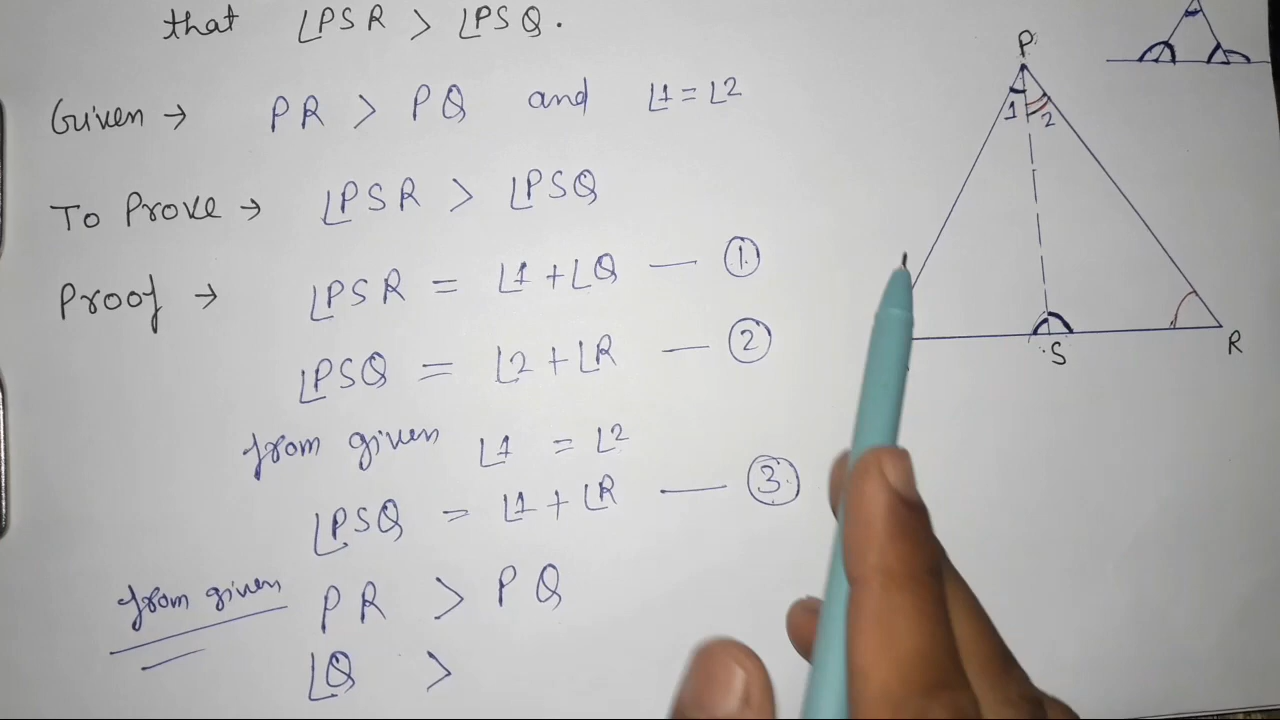 that ∠PSR > ∠PSQ.
Given → PR > PQ and ∠1 = ∠2
To Prove → ∠PSR > ∠PSQ
Proof → ∠PSR = ∠1 + ∠Q — ①
∠PSQ = ∠2 + ∠R — ②
from given ∠1 = ∠2
∠PSQ = ∠1 + ∠R — ③
from given PR > PQ
∠Q >
P
1 2
S
R